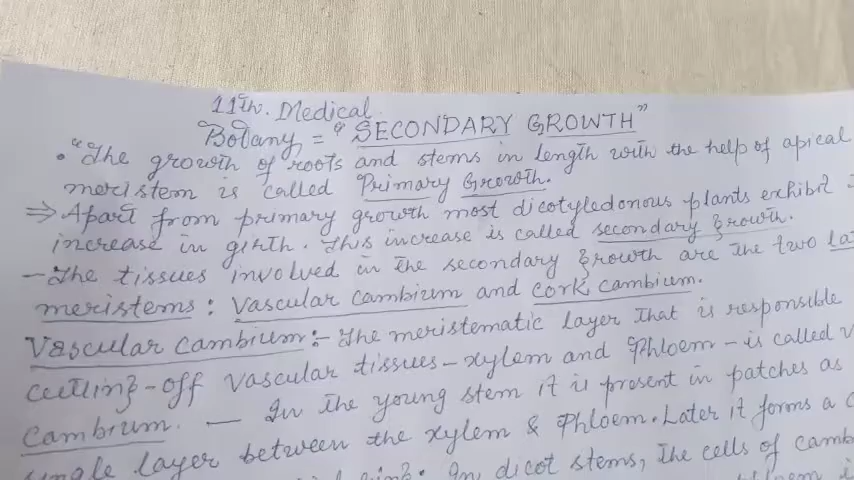 11th. Medical
Botany = "SECONDARY GROWTH"
• "The growth of roots and stems in length with the help of apical
meristem is called Primary Growth.
⇒ Apart from primary growth most dicotyledonous plants exhibit
increase in girth. This increase is called secondary growth.
- The tissues involved in the secondary growth are the two
meristems: Vascular cambium and cork cambium.
Vascular Cambium:- The meristematic layer that is responsible
cutting-off vascular tissues - xylem and Phloem - is called
Cambium. — In the young stem it is present in patches as
single layer between the xylem & Phloem. Later it forms a
In dicot stems, the cells of